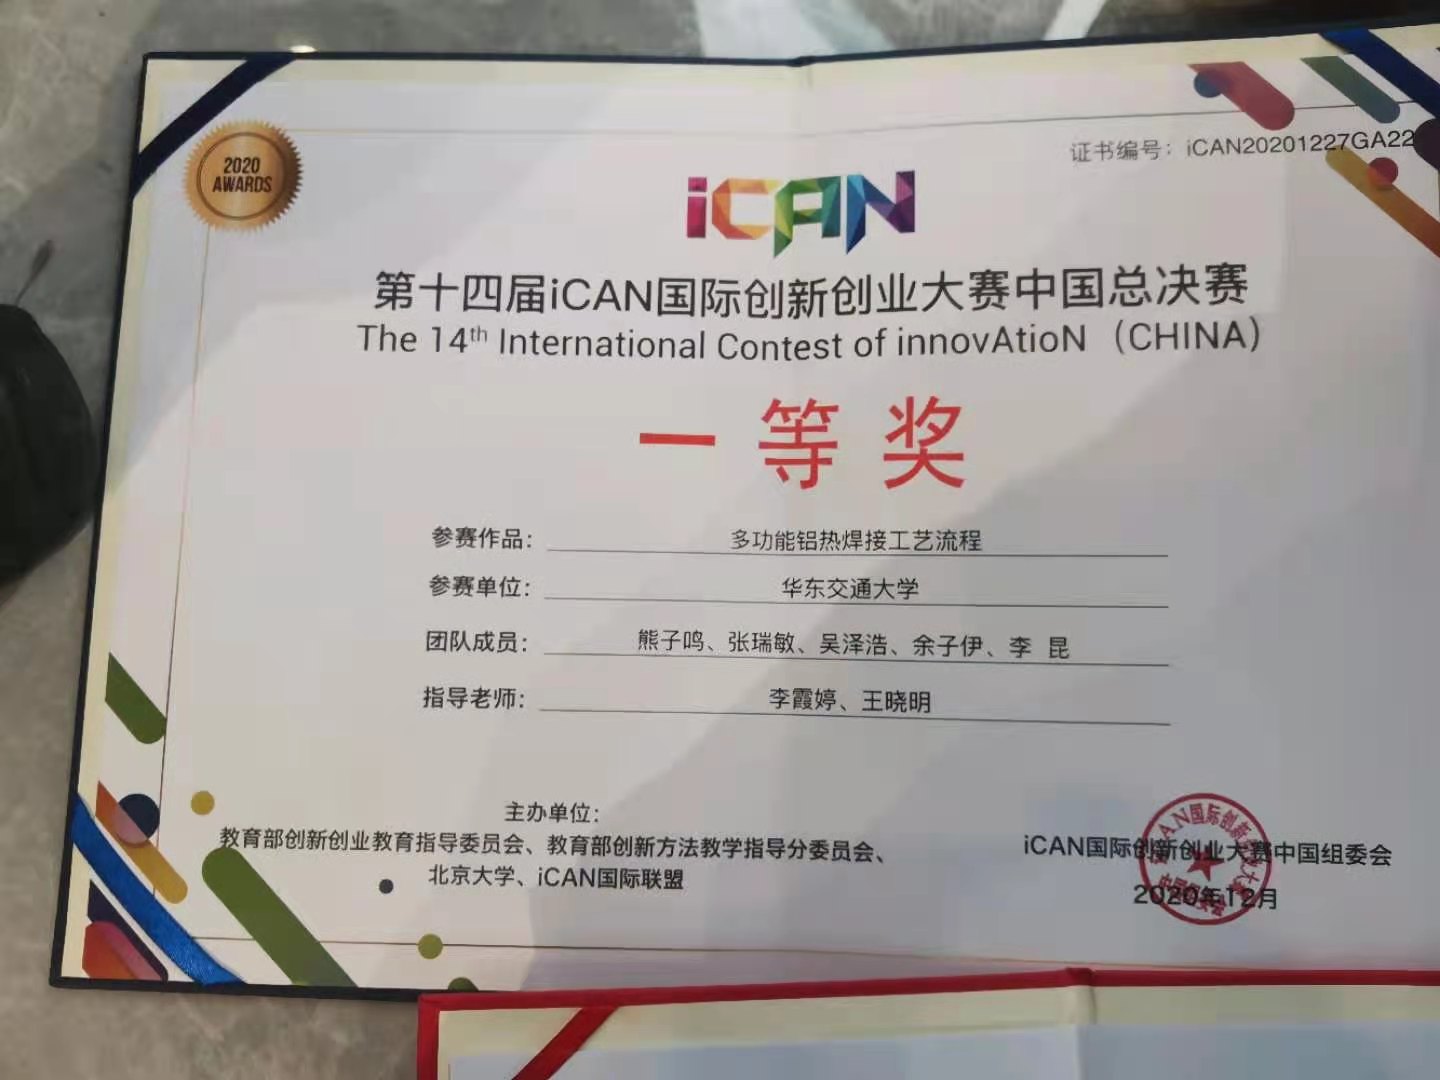 2020
AWARDS
证书编号：iCAN20201227GA22
iCAN
第十四届iCAN国际创新创业大赛中国总决赛
The 14th International Contest of innovAtioN（CHINA）
一等奖
参赛作品： 多功能铝热焊接工艺流程
参赛单位： 华东交通大学
团队成员： 熊子鸣、张瑞敏、吴泽浩、余子伊、李 昆
指导老师： 李霞婷、王晓明
主办单位：
教育部创新创业教育指导委员会、教育部创新方法教学指导分委员会、
北京大学、iCAN国际联盟
iCAN国际创新创业大赛中国组委会
2020年12月